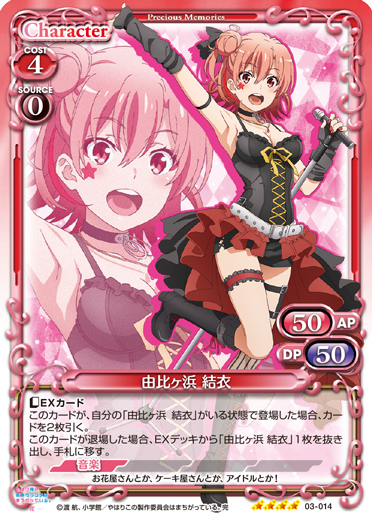 Precious Memories
Character
COST
4
SOURCE
0
50 AP
DP 50
由比ヶ浜 結衣
EXカード
このカードが、自分の「由比ヶ浜 結衣」がいる状態で登場した場合、カー
ドを2枚引く。
このカードが退場した場合、EXデッキから「由比ヶ浜 結衣」1枚を抜き
出し、手札に移す。
音楽
お花屋さんとか、ケーキ屋さんとか、アイドルとか！
©渡 航、小学館／やはりこの製作委員会はまちがっている。完
03-014